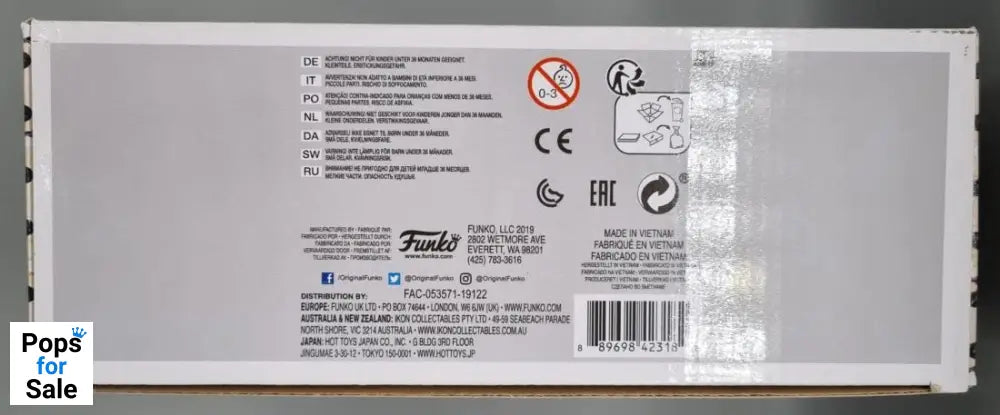 DE ACHTUNG! NICHT FÜR KINDER UNTER 36 MONATEN GEEIGNET.
KLEINTEILE. ERSTICKUNGSGEFAHR.
IT AVVERTENZA! NON ADATTO A BAMBINI DI ETÀ INFERIORE A 36 MESI.
PICCOLE PARTI. RISCHIO DI SOFFOCAMENTO.
PO ATENÇÃO! CONTRA-INDICADO PARA CRIANÇAS COM MENOS DE 36 MESES.
PEQUENAS PARTES. RISCO DE ASFIXIA.
NL WAARSCHUWING! NIET GESCHIKT VOOR KINDEREN JONGER DAN 36 MAANDEN.
KLEINE ONDERDELEN. VERSTIKKINGSGEVAAR.
DA ADVARSEL! IKKE EGNET TIL BØRN UNDER 36 MÅNEDER.
SMÅ DELE. KVÆLNINGSFARE.
SW VARNING! INTE LÄMPLIG FÖR BARN UNDER 36 MÅNADER.
SMÅ DELAR. KVÄVNINGSRISK.
RU ВНИМАНИЕ! НЕ ПРИГОДНО ДЛЯ ДЕТЕЙ МЛАДШЕ 36 МЕСЯЦЕВ.
МЕЛКИЕ ЧАСТИ. ОПАСНОСТЬ УДУШЬЯ.
0-3
CE
EAC
®
MANUFACTURED BY · FABRIQUÉ PAR:
FABRICADO POR · HERGESTELLT DURCH:
FABBRICATO DA · FABRICADO POR:
VERVAARDIGD DOOR · FREMSTILLET AF:
TILLVERKAD AV · ПРОИЗВОДИТЕЛЬ:
Funko
www.funko.com
FUNKO, LLC 2019
2802 WETMORE AVE
EVERETT, WA 98201
(425) 783-3616
/OriginalFunko @OriginalFunko @OriginalFunko
FAC-053571-19122
DISTRIBUTION BY:
EUROPE: FUNKO UK LTD · PO BOX 74644 · LONDON, W6 6JW (UK) · WWW.FUNKO.COM
AUSTRALIA & NEW ZEALAND: IKON COLLECTABLES PTY LTD · 49-59 SEABEACH PARADE
NORTH SHORE, VIC 3214 AUSTRALIA · WWW.IKONCOLLECTABLES.COM.AU
JAPAN: HOT TOYS JAPAN CO., INC. · G BLDG 3RD FLOOR
JINGUMAE 3-30-12 · TOKYO 150-0001 · WWW.HOTTOYS.JP
MADE IN VIETNAM
FABRIQUÉ EN VIETNAM
FABRICADO EN VIETNAM
HERGESTELLT IN VIETNAM · FABBRICATO IN VIETNAM
FABRICADO NO VIETNAM · VERVAARDIGD IN VIETNAM
PRODUCERET I VIETNAM · TILLVERKAD I VIETNAM
СДЕЛАНО ВО ВЬЕТНАМЕ
8 89698 42318
Pops
for
Sale